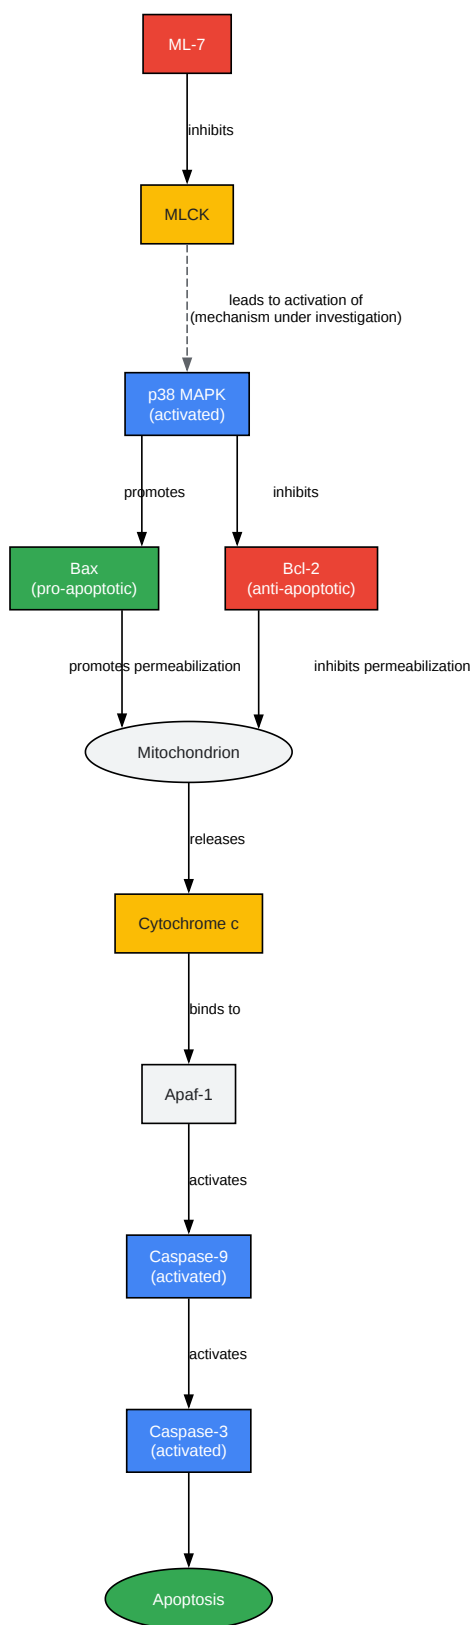 ML-7
inhibits
MLCK
leads to activation of
(mechanism under investigation)
p38 MAPK
(activated)
promotes
inhibits
Bax
(pro-apoptotic)
Bcl-2
(anti-apoptotic)
promotes permeabilization
inhibits permeabilization
Mitochondrion
releases
Cytochrome c
binds to
Apaf-1
activates
Caspase-9
(activated)
activates
Caspase-3
(activated)
Apoptosis